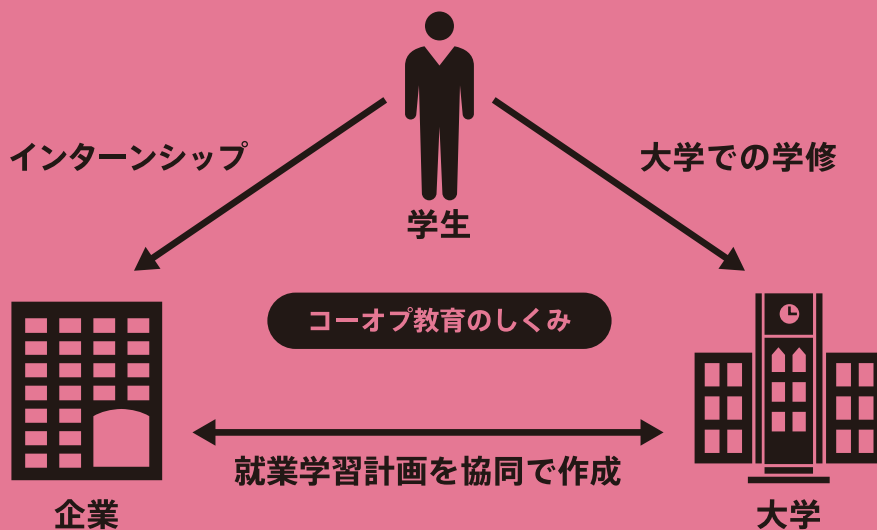 インターンシップ
大学での学修
学生
コーオプ教育のしくみ
就業学習計画を協同で作成
企業
大学